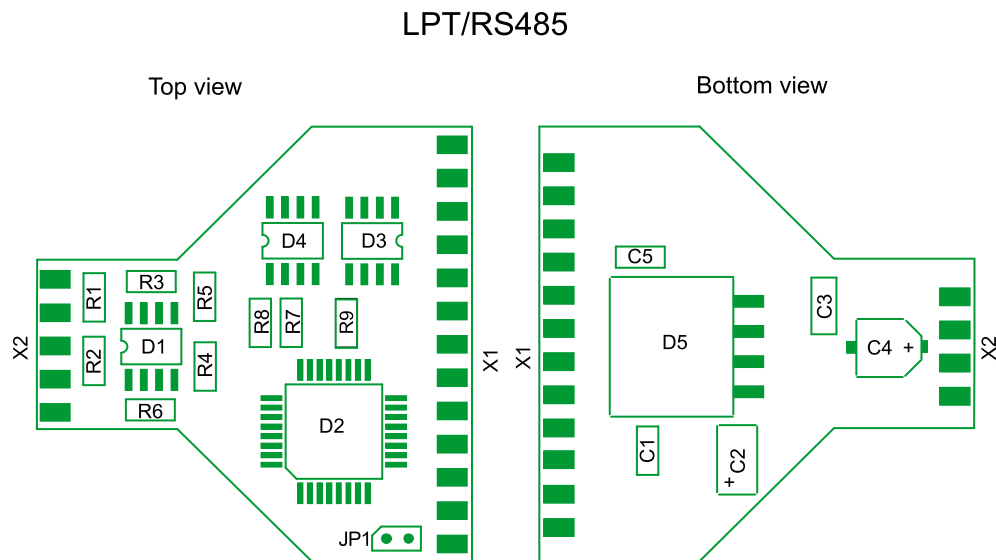 LPT/RS485
Top view
Bottom view
D4
D3
R1
R3
R5
R8
R7
R9
X2
R2
D1
R4
R6
D2
X1
JP1
X1
C5
C3
D5
C4 +
X2
C1
C2
+